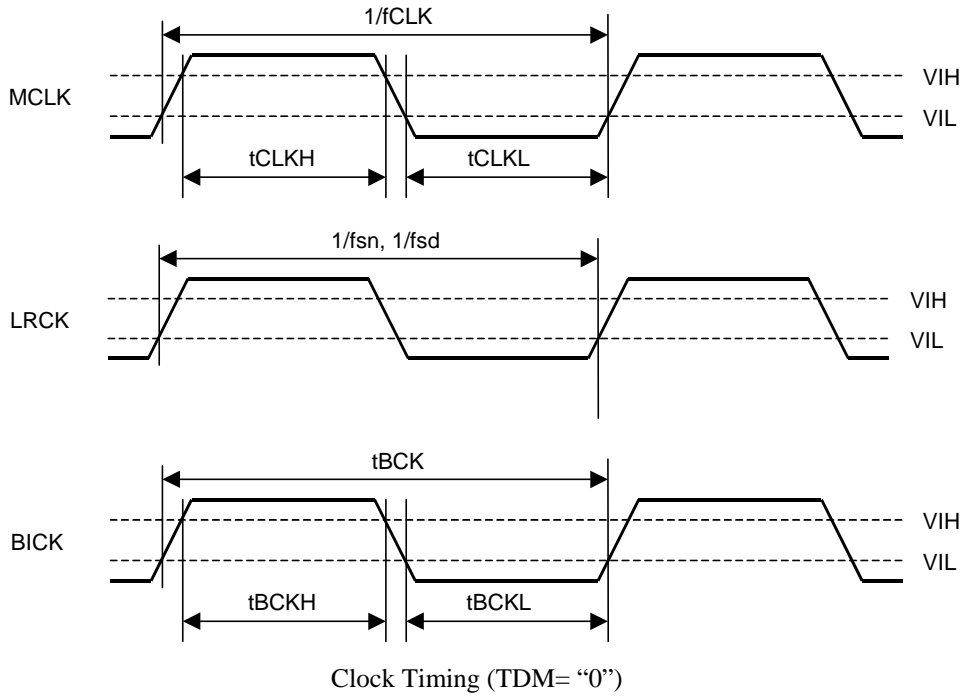 1/fCLK
MCLK
VIH
VIL
tCLKH
tCLKL
1/fsn, 1/fsd
LRCK
VIH
VIL
tBCK
BICK
VIH
VIL
tBCKH
tBCKL
Clock Timing (TDM= “0”)